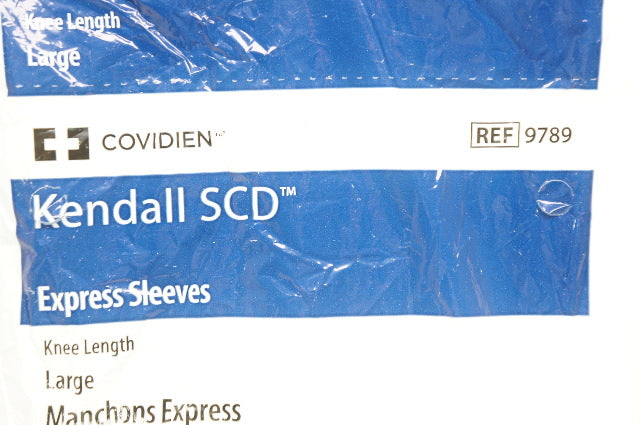 Knee Length
Large
COVIDIEN™
REF 9789
Kendall SCD™
Express Sleeves
Knee Length
Large
Manchons Express